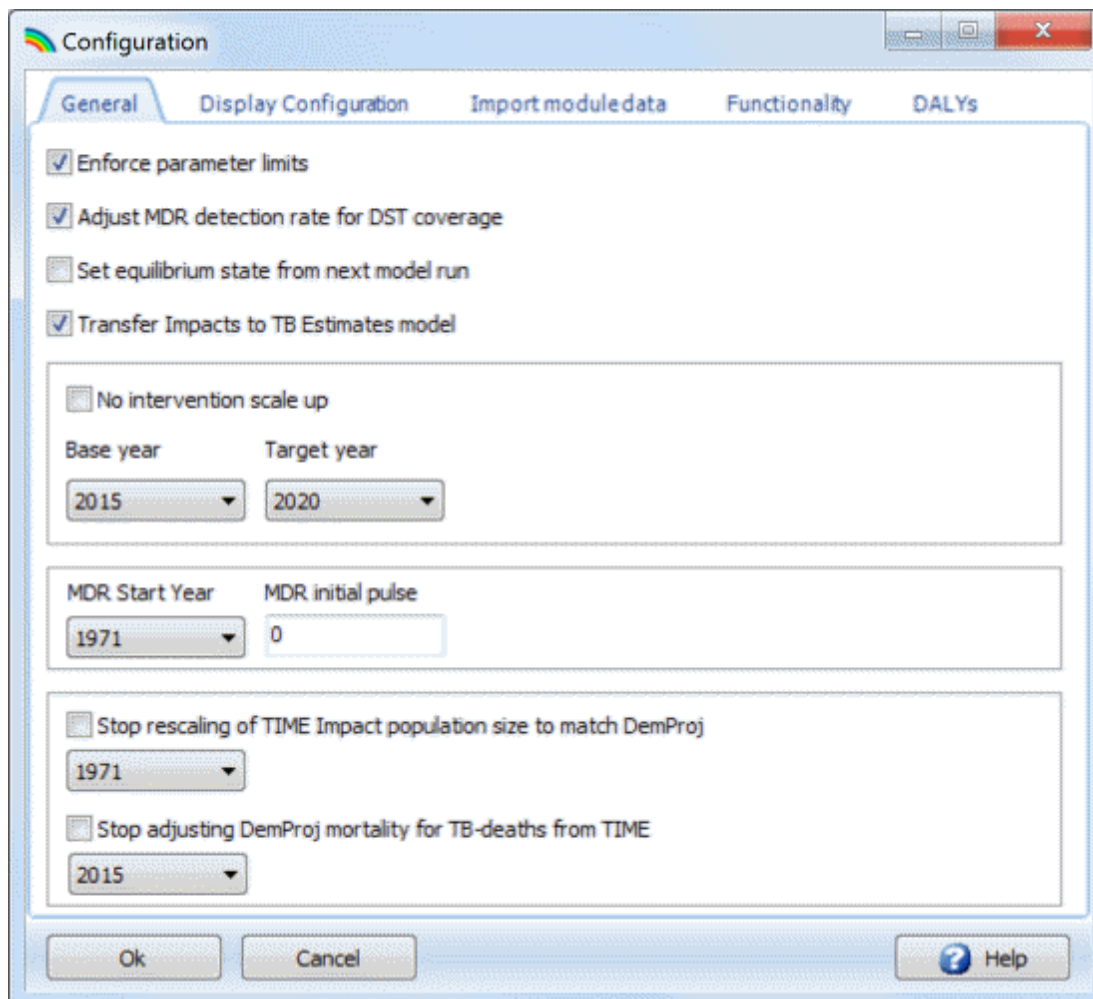 Configuration
General Display Configuration Import module data Functionality DALYs
Enforce parameter limits
Adjust MDR detection rate for DST coverage
Set equilibrium state from next model run
Transfer Impacts to TB Estimates model
No intervention scale up
Base year Target year
2015 2020
MDR Start Year MDR initial pulse
1971 0
Stop rescaling of TIME Impact population size to match DemProj
1971
Stop adjusting DemProj mortality for TB-deaths from TIME
2015
Ok Cancel ? Help